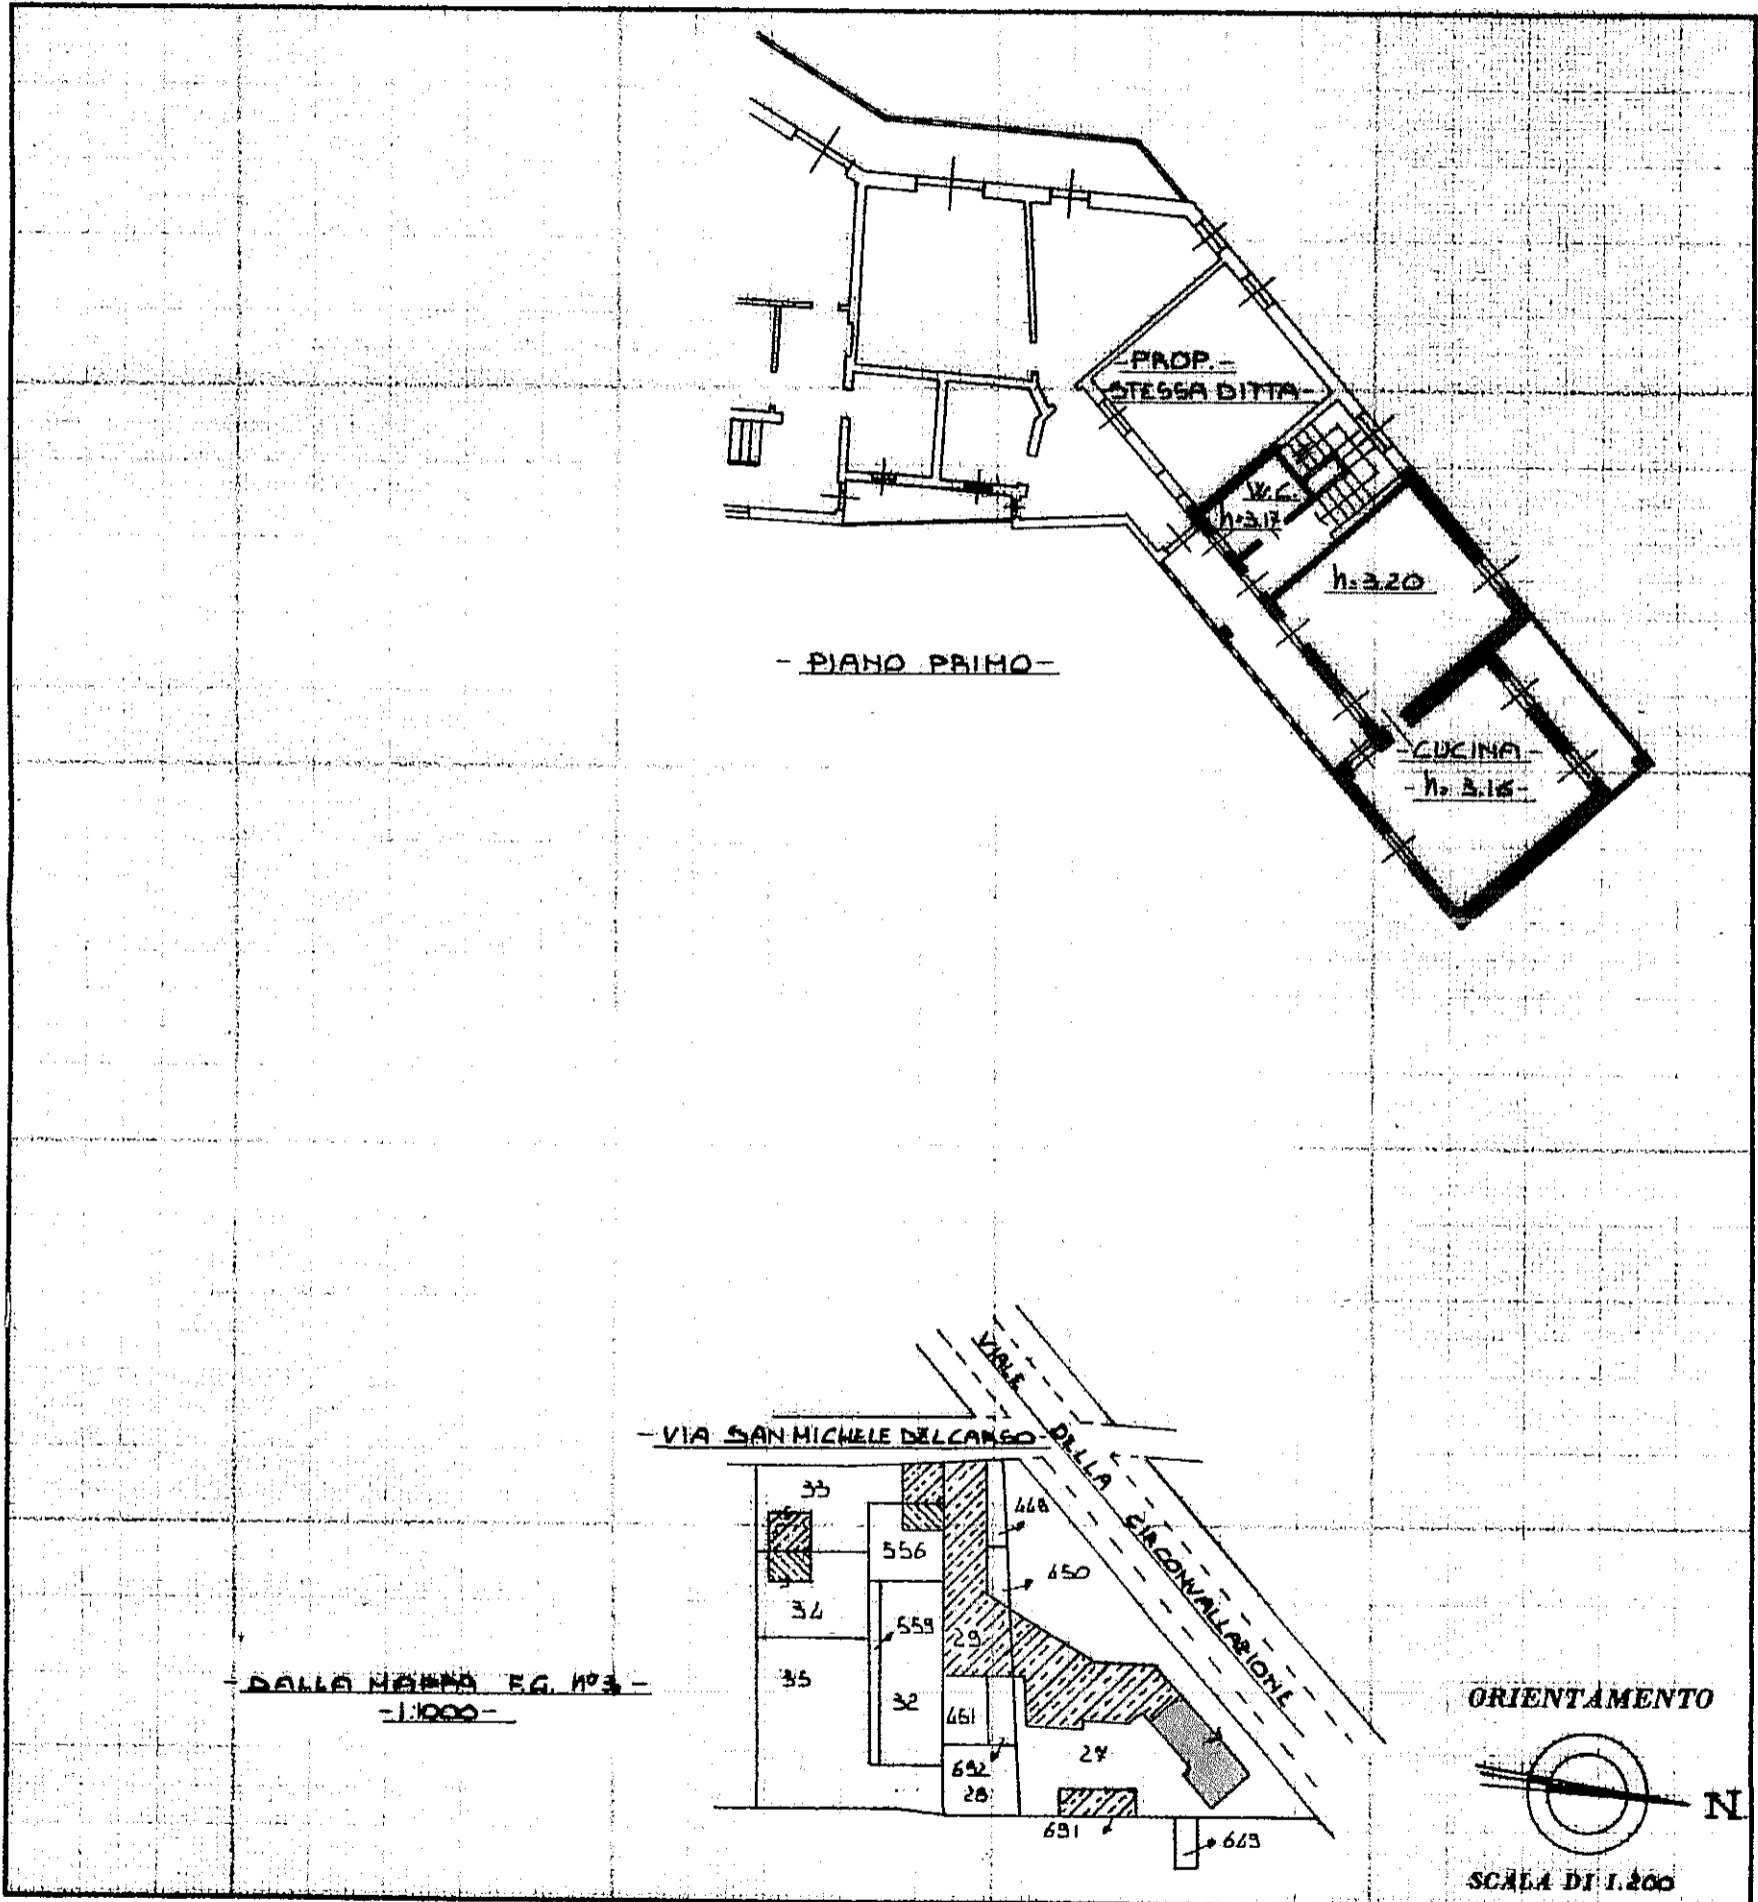 -PROP.-
STESSA DITTA-
W.C.
h=3.17
h=3.20
- PIANO PRIMO-
-CUCINA-
-h= 3.16-
VIALE DELLA CIRCONVALLAZIONE
-VIA SAN MICHELE DEL CARSO-
33
448
556
450
34
559
29
35
32
451
27
692
28
691
649
-DALLA MAPPA FG. Nº3-
-1:1000-
ORIENTAMENTO
N
SCALA DI 1:200